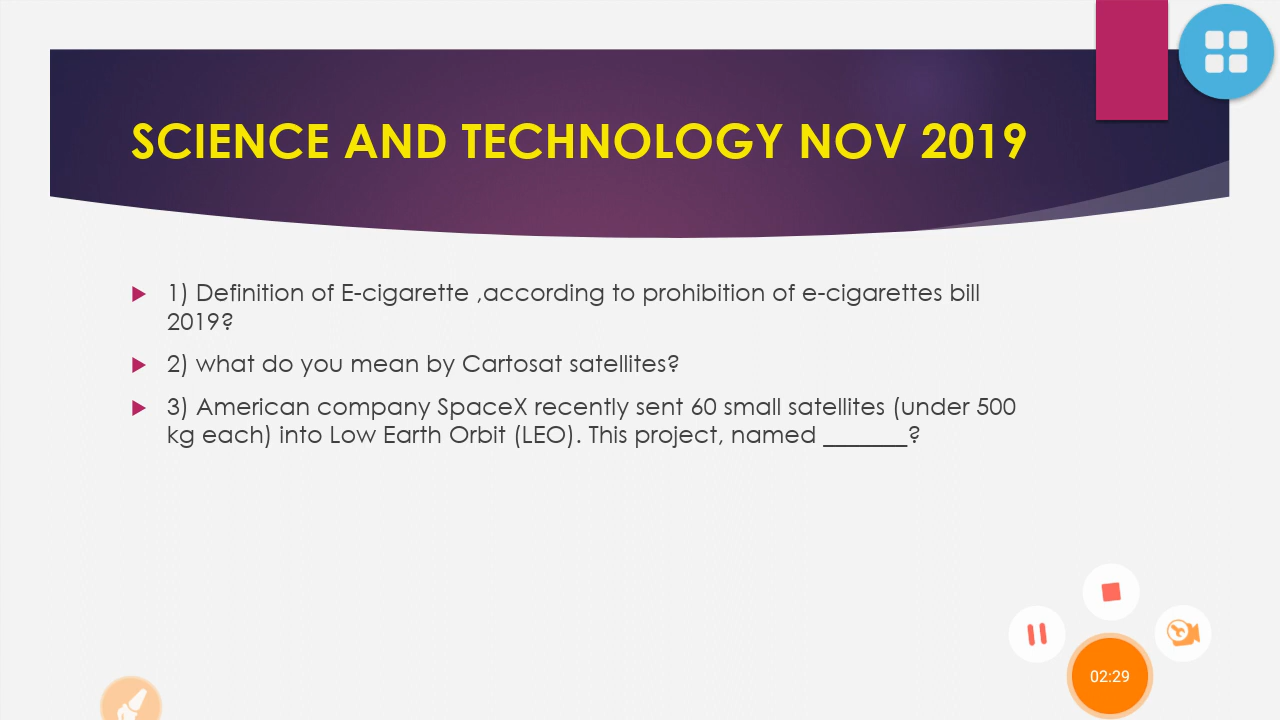 SCIENCE AND TECHNOLOGY NOV 2019
1) Definition of E-cigarette ,according to prohibition of e-cigarettes bill
2019?
2) what do you mean by Cartosat satellites?
3) American company SpaceX recently sent 60 small satellites (under 500
kg each) into Low Earth Orbit (LEO). This project, named _______?
02:29